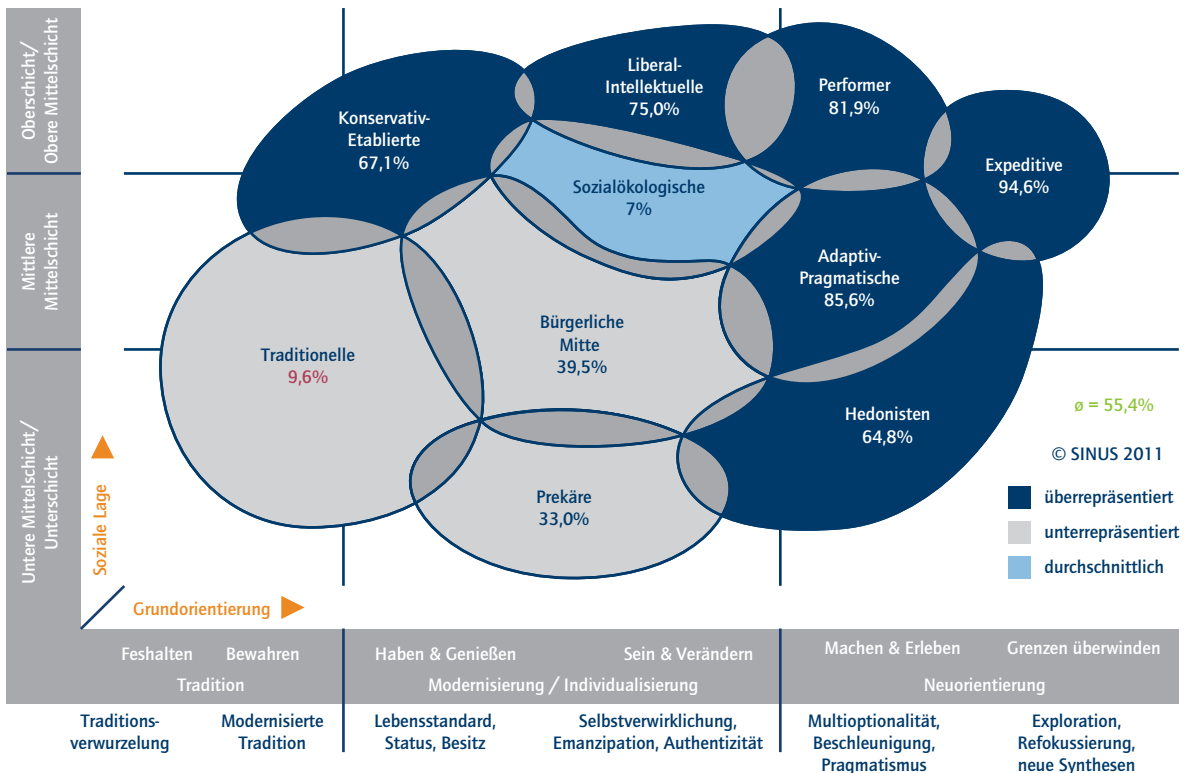 Oberschicht/
Obere Mittelschicht
Mittlere
Mittelschicht
Untere Mittelschicht/
Unterschicht
Soziale Lage
Konservativ-
Etablierte
67,1%
Liberal-
Intellektuelle
75,0%
Performer
81,9%
Expeditive
94,6%
Sozialökologische
7%
Adaptiv-
Pragmatische
85,6%
Bürgerliche
Mitte
39,5%
Traditionelle
9,6%
Hedonisten
64,8%
Prekäre
33,0%
ø = 55,4%
© SINUS 2011
überrepräsentiert
unterrepräsentiert
durchschnittlich
Grundorientierung
Feshalten
Bewahren
Haben & Genießen
Sein & Verändern
Machen & Erleben
Grenzen überwinden
Tradition
Modernisierung / Individualisierung
Neuorientierung
Traditions-
verwurzelung
Modernisierte
Tradition
Lebensstandard,
Status, Besitz
Selbstverwirklichung,
Emanzipation, Authentizität
Multioptionalität,
Beschleunigung,
Pragmatismus
Exploration,
Refokussierung,
neue Synthesen